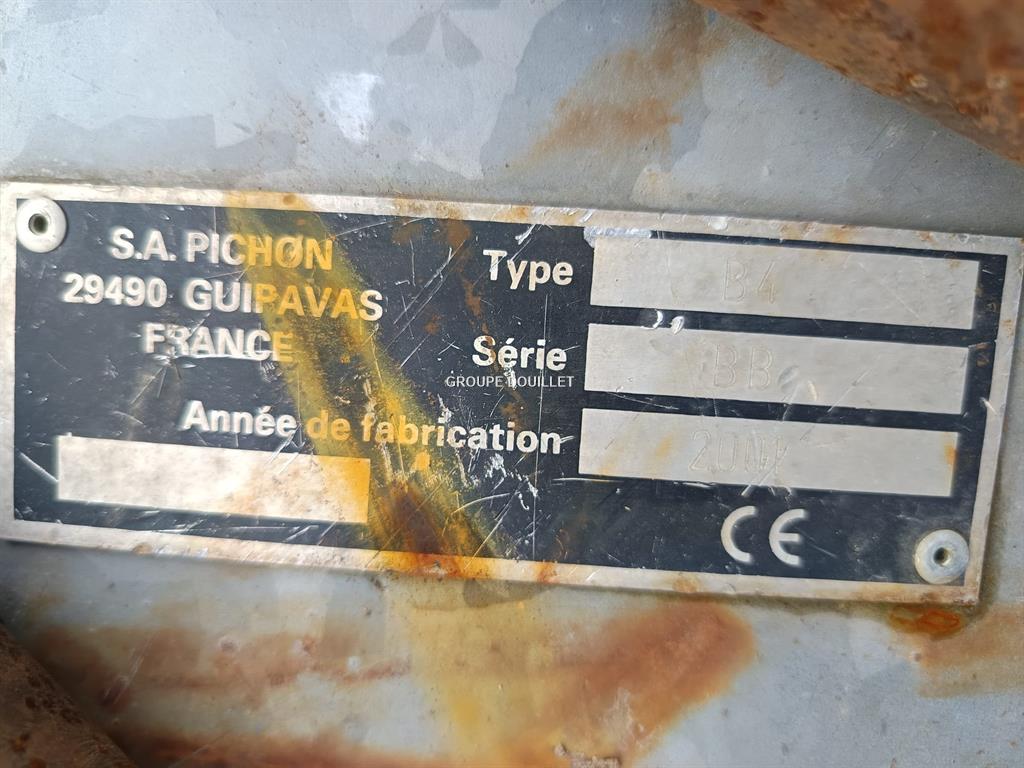 S.A. PICHON
29490 GUIPAVAS
FRANCE
Type B4
Série BB
GROUPE DOUILLET
Année de fabrication
CE